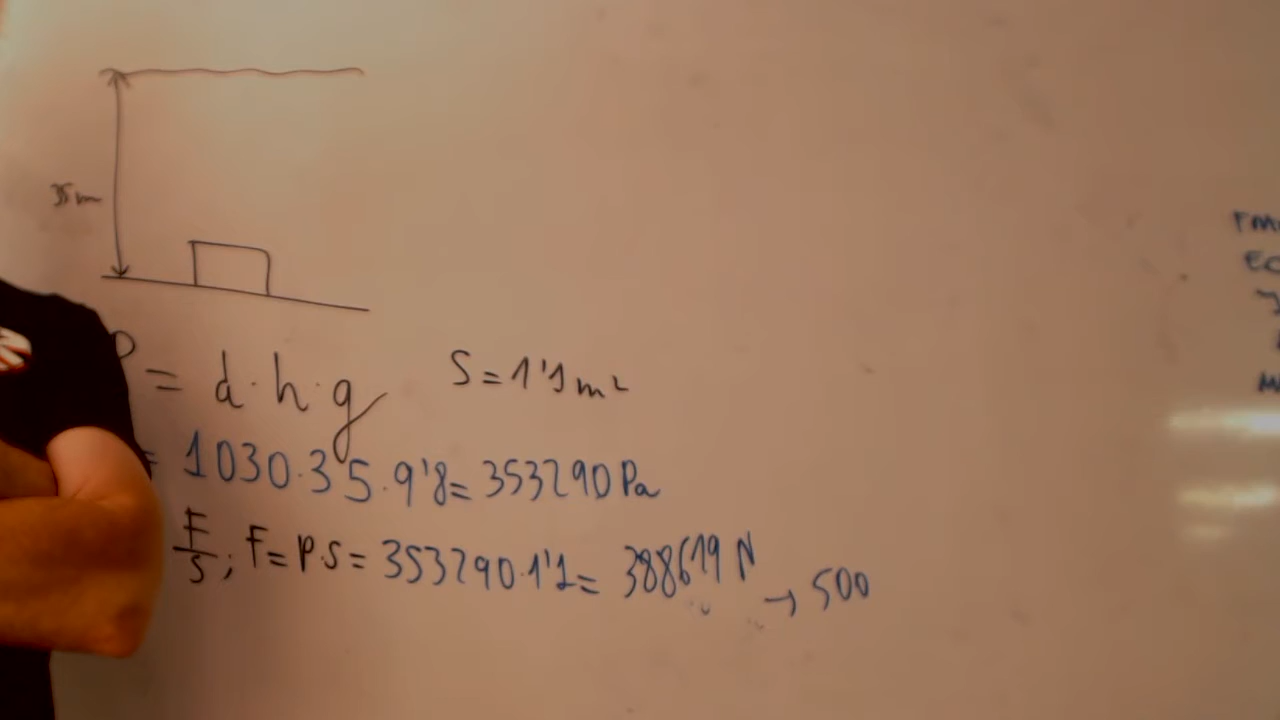 35m
P = d·h·g
S = 1'1 m²
= 1030·35·9'8 = 353290 Pa
F/S ; F = P·S = 353290·1'1 = 388619 N → 500